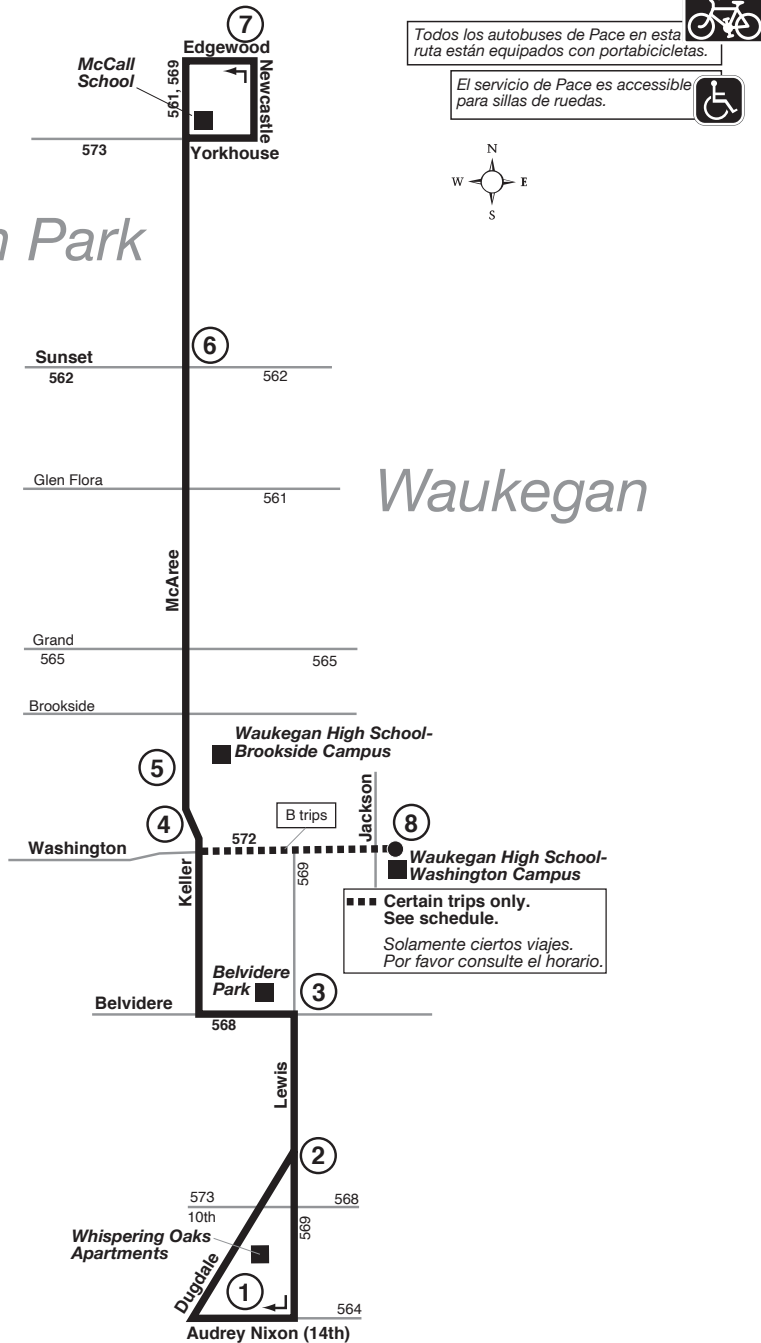 7
Edgewood
Todos los autobuses de Pace en esta
ruta están equipados con portabicicletas.
McCall
School
561, 569
Newcastle
El servicio de Pace es accessible
para sillas de ruedas.
573
Yorkhouse
N
W
E
S
Park
6
Sunset
562
562
Glen Flora
561
Waukegan
McAree
Grand
565
565
Brookside
Waukegan High School-
Brookside Campus
5
4
B trips
Jackson
8
Washington
572
Waukegan High School-
Washington Campus
Keller
569
Certain trips only.
See schedule.
Solamente ciertos viajes.
Por favor consulte el horario.
Belvidere
Park
3
Belvidere
568
Lewis
2
573
568
10th
569
Whispering Oaks
Apartments
Dugdale
1
564
Audrey Nixon (14th)